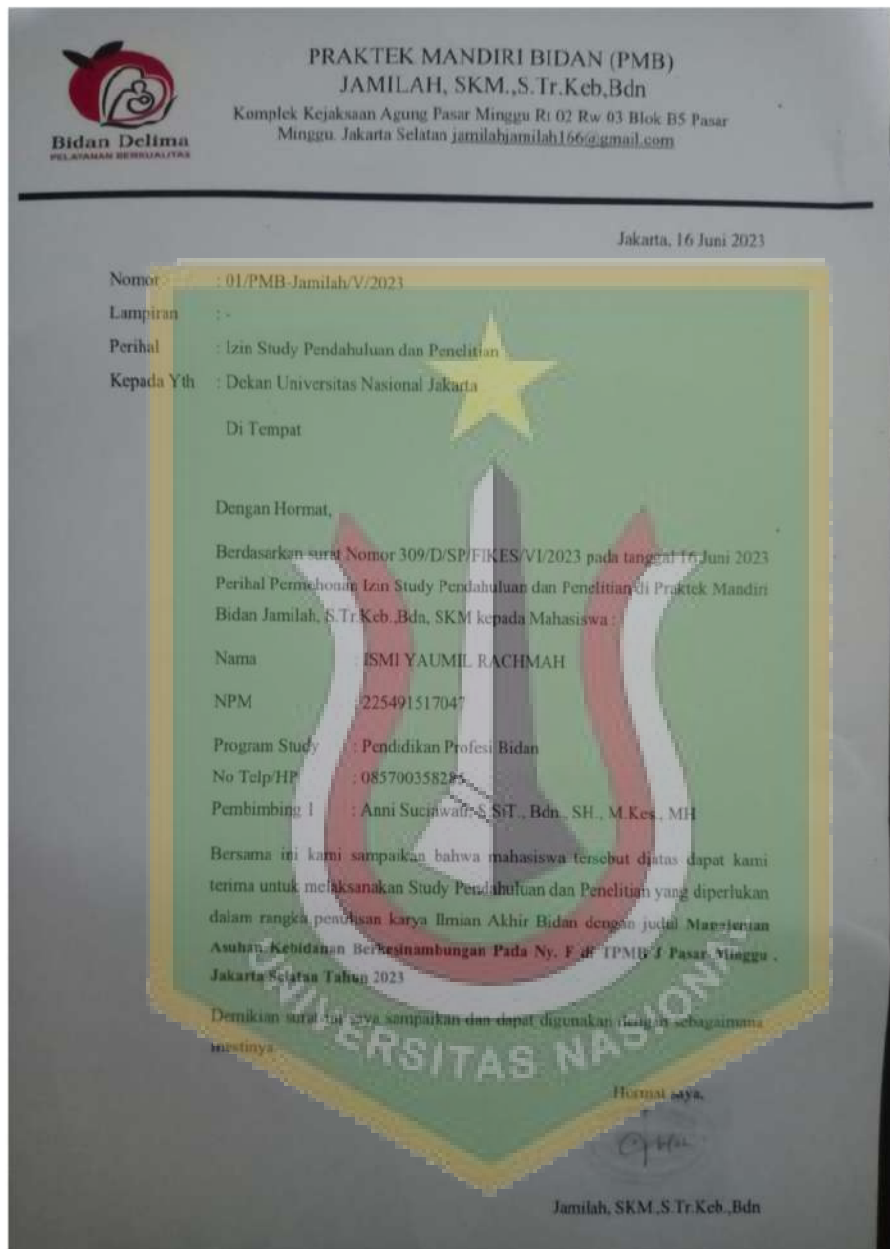 PRAKTEK MANDIRI BIDAN (PMB)
JAMILAH, SKM.,S.Tr.Keb,Bdn
Komplek Kejaksaan Agung Pasar Minggu Rt 02 Rw 03 Blok B5 Pasar
Minggu. Jakarta Selatan jamilahjamilah166@gmail.com
Bidan Delima
PELAYANAN BERKUALITAS
Jakarta, 16 Juni 2023
Nomor : 01/PMB-Jamilah/V/2023
Lampiran : -
Perihal : Izin Study Pendahuluan dan Penelitian
Kepada Yth : Dekan Universitas Nasional Jakarta
Di Tempat
Dengan Hormat,
Berdasarkan surat Nomor 309/D/SP/FIKES/VI/2023 pada tanggal 16 Juni 2023
Perihal Permohonan Izin Study Pendahuluan dan Penelitian di Praktek Mandiri
Bidan Jamilah, S.Tr.Keb.,Bdn, SKM kepada Mahasiswa :
Nama : ISMI YAUMIL RACHMAH
NPM : 225491517047
Program Study : Pendidikan Profesi Bidan
No Telp/HP : 085700358285
Pembimbing 1 : Anni Suciawati, S.SiT., Bdn., SH., M.Kes., MH
Bersama ini kami sampaikan bahwa mahasiswa tersebut diatas dapat kami
terima untuk melaksanakan Study Pendahuluan dan Penelitian yang diperlukan
dalam rangka penulisan karya Ilmian Akhir Bidan dengan judul Manajeman
Asuhan Kebidanan Berkesinambungan Pada Ny. F di TPMB J Pasar Minggu .
Jakarta Selatan Tahun 2023
Demikian surat ini saya sampaikan dan dapat digunakan dengan sebagaimana
mestinya.
UNIVERSITAS NASIONAL
Hormat saya,
Jamilah, SKM.,S.Tr.Keb.,Bdn